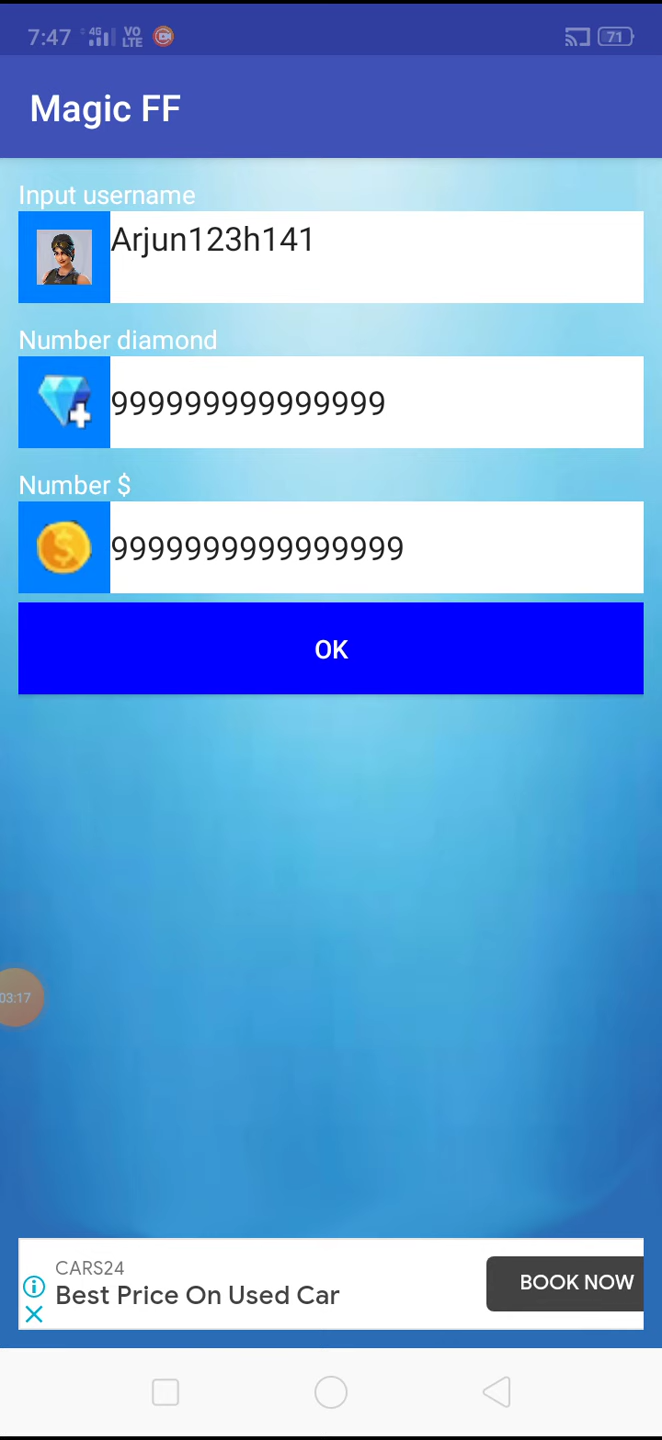 7:47 4G VO LTE 71
Magic FF
Input username
Arjun123h141
Number diamond
999999999999999
Number $
9999999999999999
OK
03:17
CARS24
Best Price On Used Car
BOOK NOW